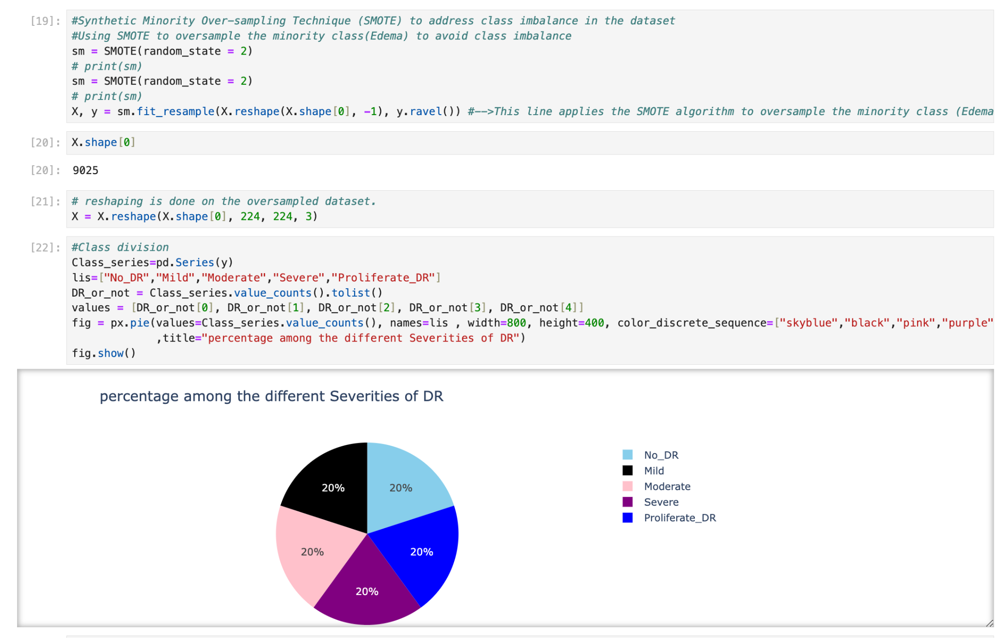 [19]: #Synthetic Minority Over-sampling Technique (SMOTE) to address class imbalance in the dataset
#Using SMOTE to oversample the minority class(Edema) to avoid class imbalance
sm = SMOTE(random_state = 2)
# print(sm)
sm = SMOTE(random_state = 2)
# print(sm)
X, y = sm.fit_resample(X.reshape(X.shape[0], -1), y.ravel()) #-->This line applies the SMOTE algorithm to oversample the minority class (Edema
[20]: X.shape[0]
[20]: 9025
[21]: # reshaping is done on the oversampled dataset.
X = X.reshape(X.shape[0], 224, 224, 3)
[22]: #Class division
Class_series=pd.Series(y)
lis=["No_DR","Mild","Moderate","Severe","Proliferate_DR"]
DR_or_not = Class_series.value_counts().tolist()
values = [DR_or_not[0], DR_or_not[1], DR_or_not[2], DR_or_not[3], DR_or_not[4]]
fig = px.pie(values=Class_series.value_counts(), names=lis , width=800, height=400, color_discrete_sequence=["skyblue","black","pink","purple"
,title="percentage among the different Severities of DR")
fig.show()
percentage among the different Severities of DR
20% 20%
20% 20%
20%
No_DR
Mild
Moderate
Severe
Proliferate_DR